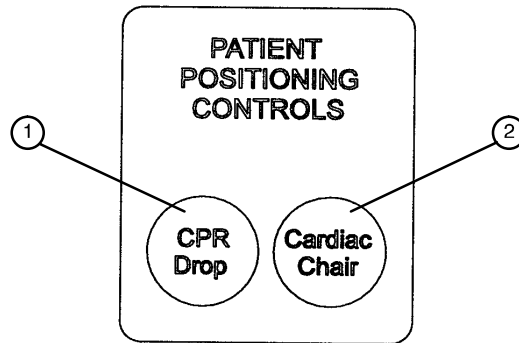 PATIENT
POSITIONING
CONTROLS
1
2
CPR
Drop
Cardiac
Chair